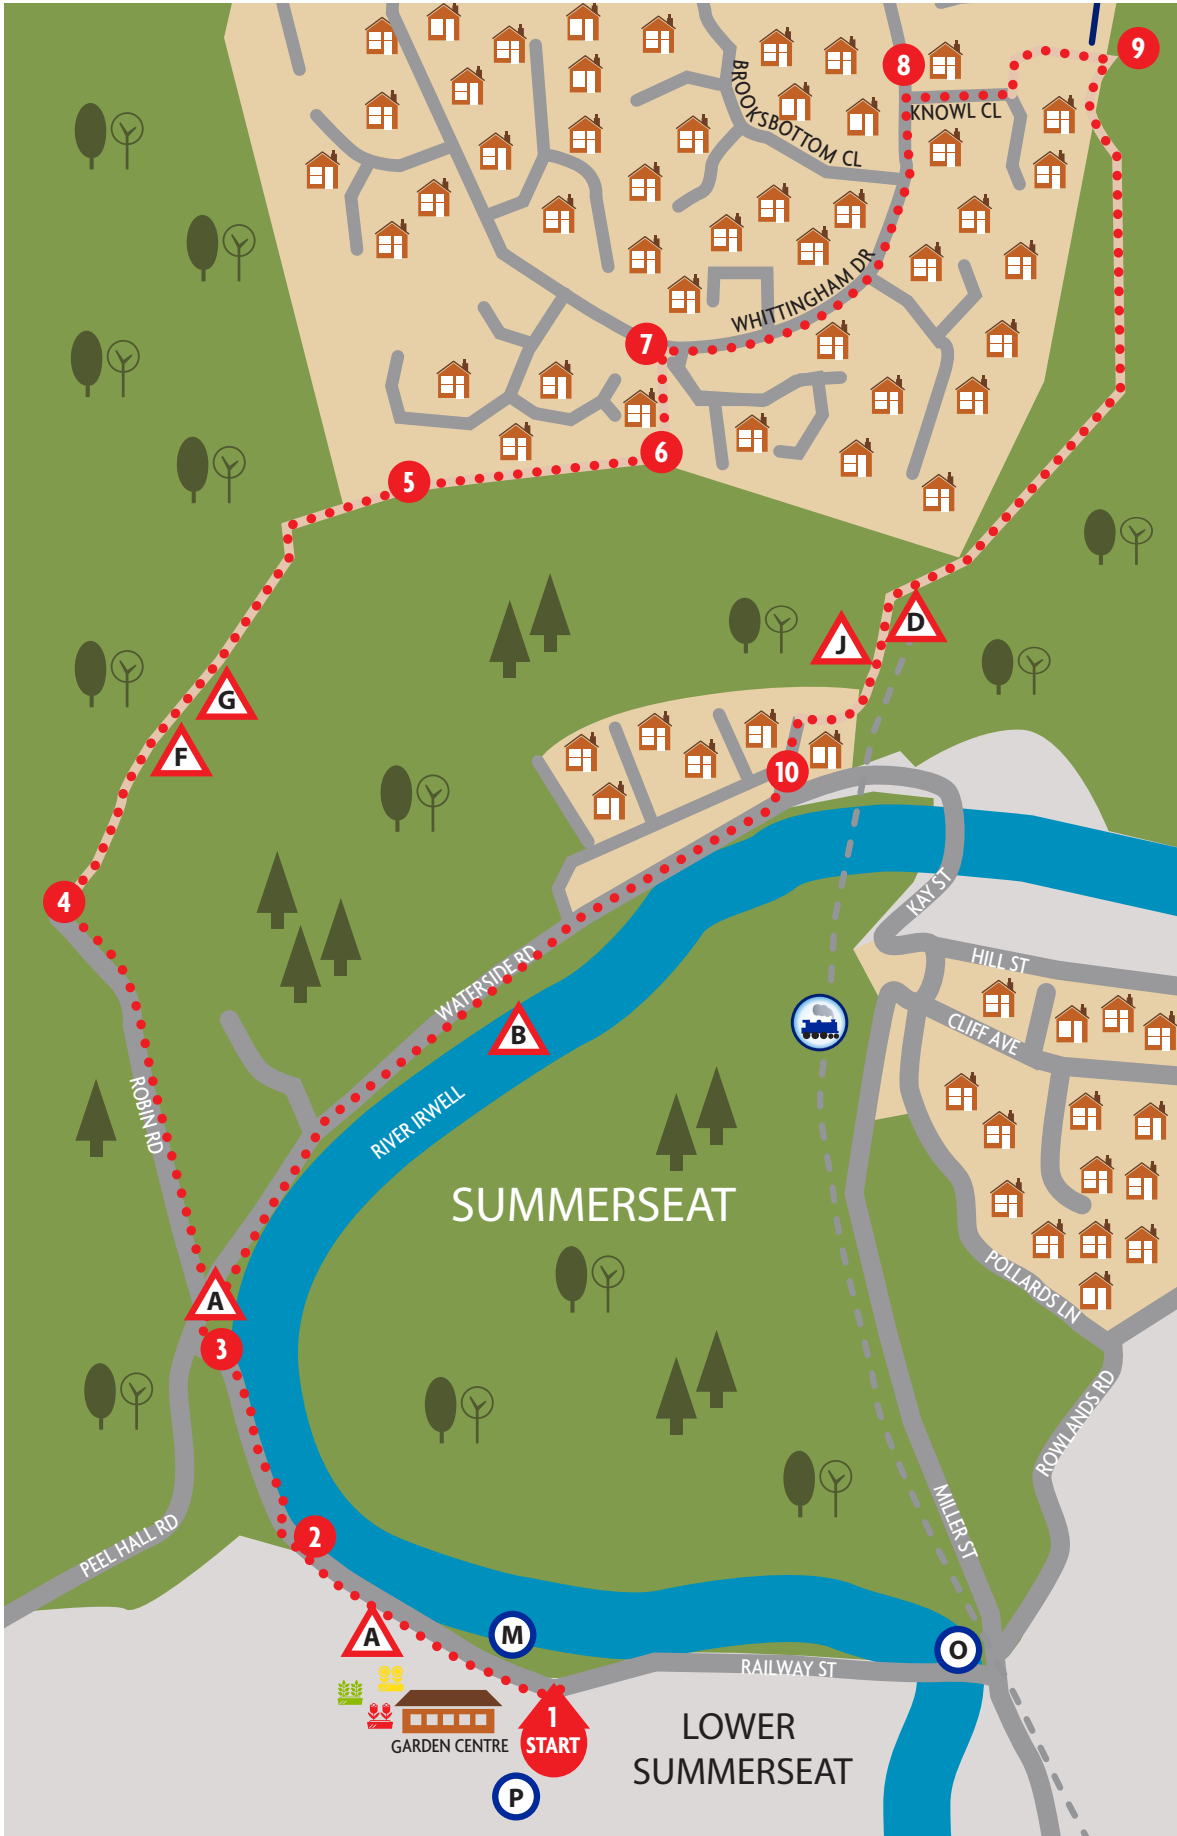 9
8
KNOWL CL
BROOKSBOTTOM CL
WHITTINGHAM DR
7
6
5
D
J
G
F
10
4
KAY ST
HILL ST
WATERSIDE RD
CLIFF AVE
B
RIVER IRWELL
ROBIN RD
SUMMERSEAT
POLLARDS LN
A
3
ROWLANDS RD
MILLER ST
PEEL HALL RD
2
A
M
O
RAILWAY ST
1
START
GARDEN CENTRE
LOWER
SUMMERSEAT
P